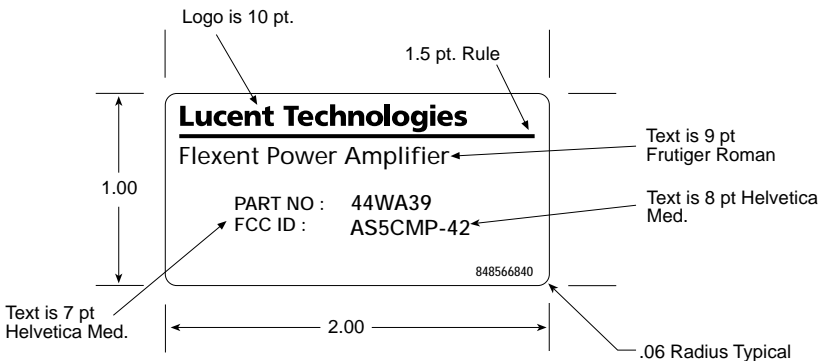 Logo is 10 pt.
1.5 pt. Rule
Lucent Technologies
Flexent Power Amplifier
Text is 9 pt
Frutiger Roman
1.00
PART NO : 44WA39
FCC ID : AS5CMP-42
Text is 8 pt Helvetica
Med.
848566840
Text is 7 pt
Helvetica Med.
2.00
.06 Radius Typical